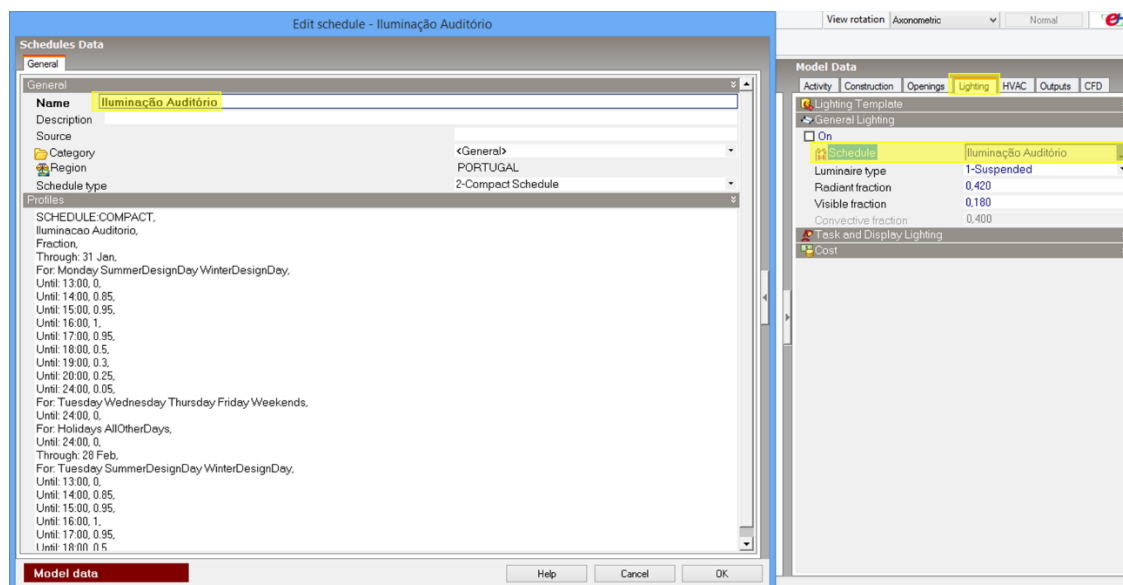 Edit schedule - Iluminação Auditório
Schedules Data
General
General
Name Iluminação Auditório
Description
Source
Category <General>
Region PORTUGAL
Schedule type 2-Compact Schedule
Profiles
SCHEDULE:COMPACT,
Iluminacao Auditorio,
Fraction,
Through: 31 Jan,
For: Monday SummerDesignDay WinterDesignDay,
Until: 13:00, 0,
Until: 14:00, 0.85,
Until: 15:00, 0.95,
Until: 16:00, 1,
Until: 17:00, 0.95,
Until: 18:00, 0.5,
Until: 19:00, 0.3,
Until: 20:00, 0.25,
Until: 24:00, 0.05,
For: Tuesday Wednesday Thursday Friday Weekends,
Until: 24:00, 0,
For: Holidays AllOtherDays,
Until: 24:00, 0,
Through: 28 Feb,
For: Tuesday SummerDesignDay WinterDesignDay,
Until: 13:00, 0,
Until: 14:00, 0.85,
Until: 15:00, 0.95,
Until: 16:00, 1,
Until: 17:00, 0.95,
Until: 18:00, 0.5
Model data
Help Cancel OK
View rotation Axonometric Normal
Model Data
Activity Construction Openings Lighting HVAC Outputs CFD
Lighting Template
General Lighting
On
Schedule Iluminação Auditório
Luminaire type 1-Suspended
Radiant fraction 0,420
Visible fraction 0,180
Convective fraction 0,400
Task and Display Lighting
Cost